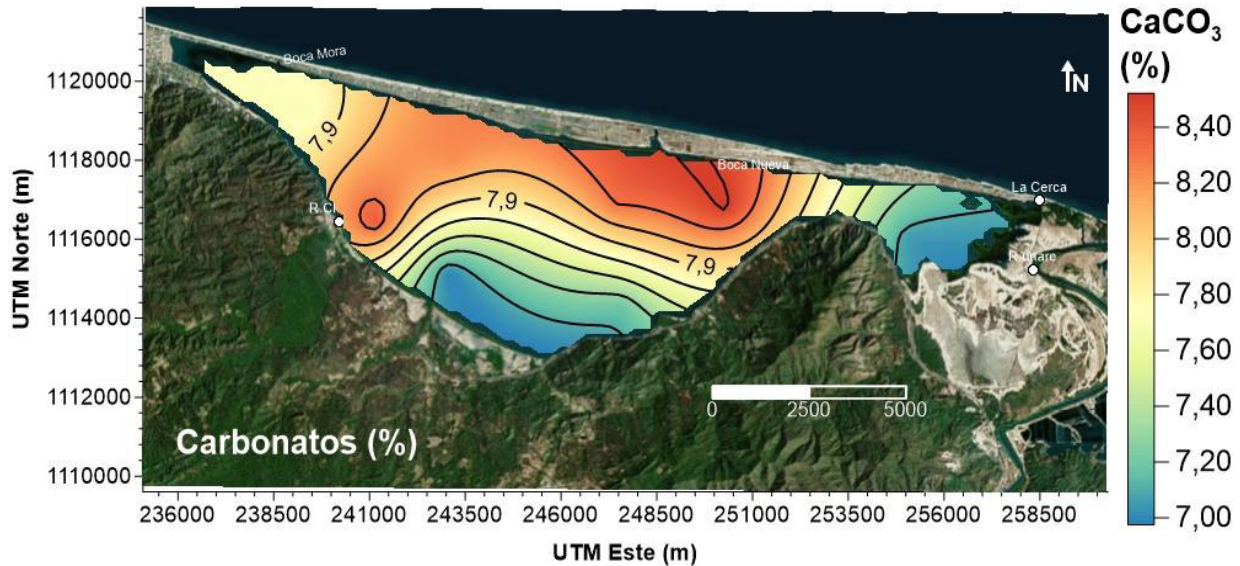 CaCO₃
(%)
8,40
8,20
8,00
7,80
7,60
7,40
7,20
7,00
UTM Norte (m)
1120000
1118000
1116000
1114000
1112000
1110000
Boca Mora
N
7,9
Boca Nueva
La Cerca
7,9
R.Cl
7,9
R.Unare
0 2500 5000
Carbonatos (%)
236000 238500 241000 243500 246000 248500 251000 253500 256000 258500
UTM Este (m)